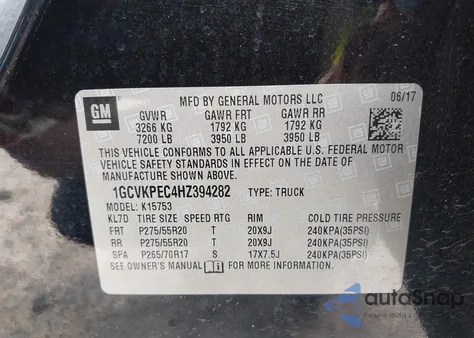 MFD BY GENERAL MOTORS LLC 06/17
GM
GVWR GAWR FRT GAWR RR
3266 KG 1792 KG 1792 KG
7200 LB 3950 LB 3950 LB
THIS VEHICLE CONFORMS TO ALL APPLICABLE U.S. FEDERAL MOTOR
VEHICLE SAFETY STANDARDS IN EFFECT ON THE DATE OF
MANUFACTURE SHOWN ABOVE.
1GCVKPEC4HZ394282 TYPE: TRUCK
MODEL: K15753
KL7D TIRE SIZE SPEED RTG RIM COLD TIRE PRESSURE
FRT P275/55R20 T 20X9J 240KPA(35PSI)
RR P275/55R20 T 20X9J 240KPA(35PSI)
SPA P265/70R17 S 17X7.5J 240KPA(35PSI)
SEE OWNER'S MANUAL FOR MORE INFORMATION.
autoSnap